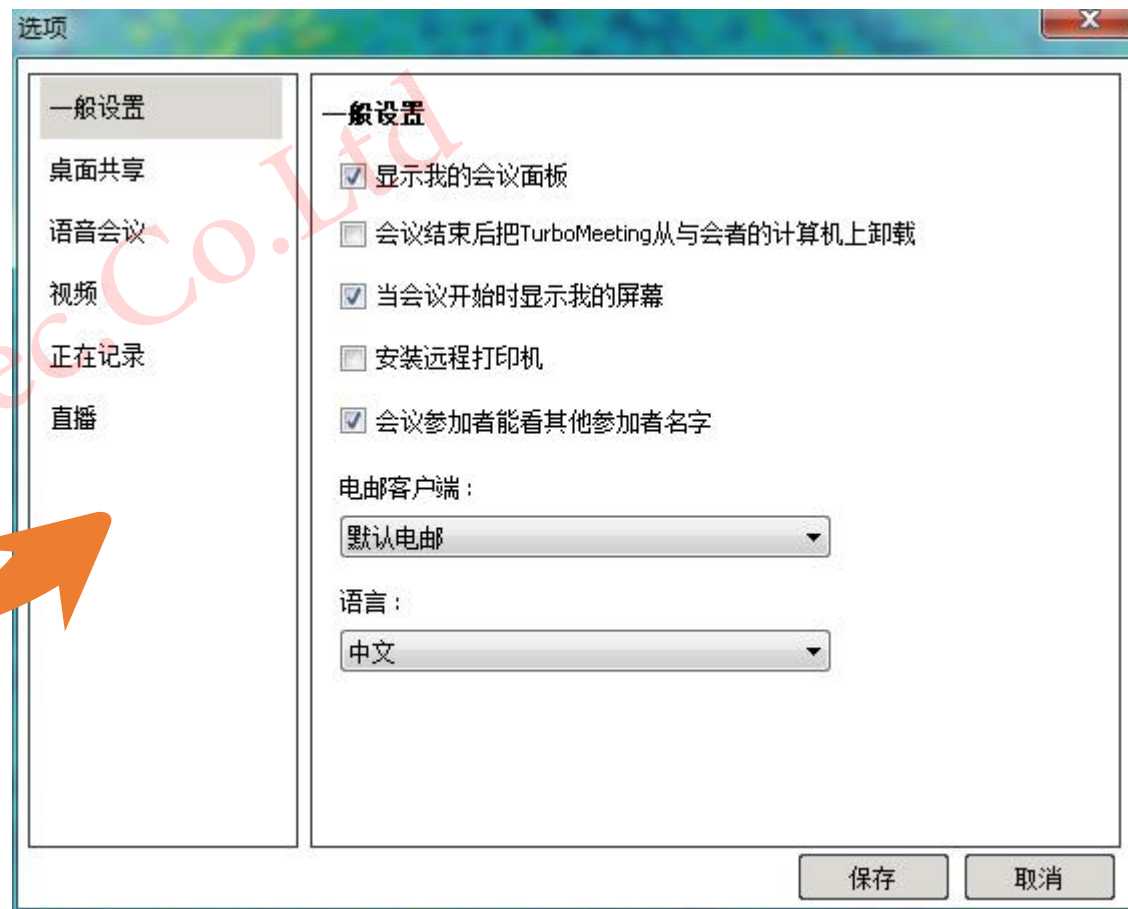 选项
一般设置
桌面共享
语音会议
视频
正在记录
直播
一般设置
显示我的会议面板
会议结束后把TurboMeeting从与会者的计算机上卸载
当会议开始时显示我的屏幕
安装远程打印机
会议参加者能看其他参加者名字
电邮客户端：
默认电邮
语言：
中文
保存
取消
ec.Co.Ltd